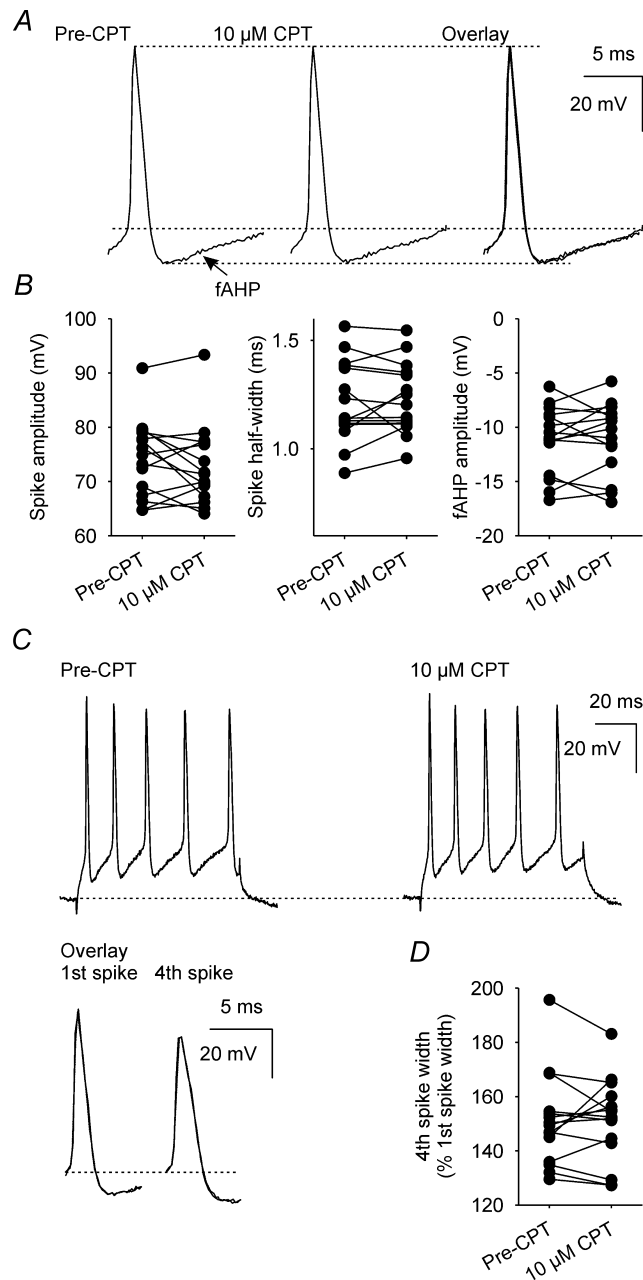 A
Pre-CPT
10 µM CPT
Overlay
5 ms
20 mV
fAHP
B
Spike amplitude (mV)
100
90
80
70
60
Pre-CPT
10 µM CPT
Spike half-width (ms)
1.5
1.0
Pre-CPT
10 µM CPT
fAHP amplitude (mV)
0
-5
-10
-15
-20
Pre-CPT
10 µM CPT
C
Pre-CPT
10 µM CPT
20 ms
20 mV
Overlay
1st spike
4th spike
5 ms
20 mV
D
4th spike width
(% 1st spike width)
200
180
160
140
120
Pre-CPT
10 µM CPT